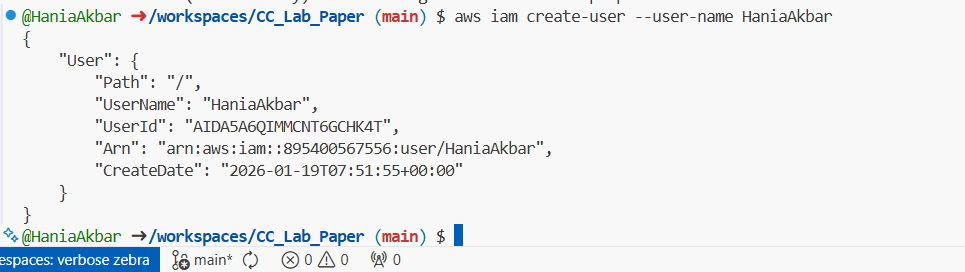 @HaniaAkbar ➜/workspaces/CC_Lab_Paper (main) $ aws iam create-user --user-name HaniaAkbar
{
    "User": {
        "Path": "/",
        "UserName": "HaniaAkbar",
        "UserId": "AIDA5A6QIMMCNT6GCHK4T",
        "Arn": "arn:aws:iam::895400567556:user/HaniaAkbar",
        "CreateDate": "2026-01-19T07:51:55+00:00"
    }
}
@HaniaAkbar ➜/workspaces/CC_Lab_Paper (main) $
espaces: verbose zebra main* 0 0 0